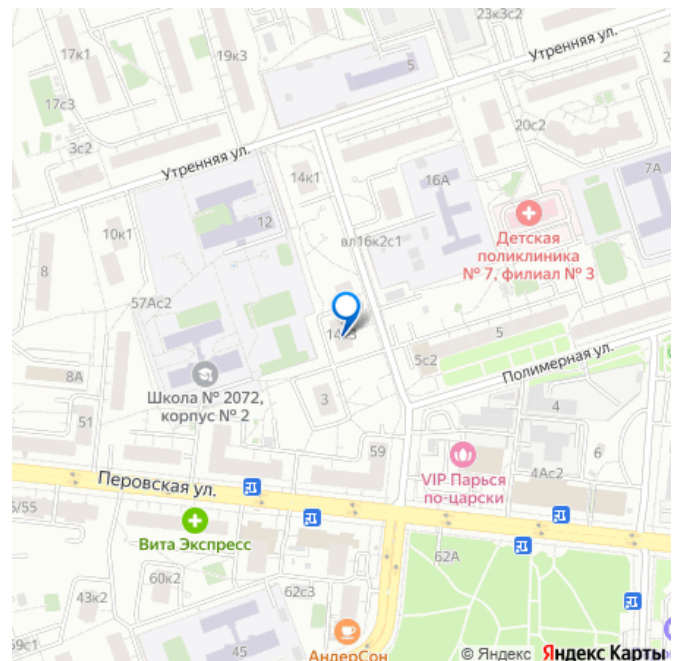 23к3с2
17к1
19к3
5
Утренняя ул.
17с3
20с2
3с2
Утренняя ул.
14к1
16А
7А
12
Детская
поликлиника
№ 7, филиал № 3
10к1
вл16к2с1
8
57Ас2
5
5с2
Полимерная ул.
8А
Школа № 2072,
корпус № 2
3
4
51
59
6
VIP Парься
по-царски
4Ас2
Перовская ул.
Вита Экспресс
62А
60к2
43к2
62с3
45
АндерСон
© Яндекс Яндекс Карты